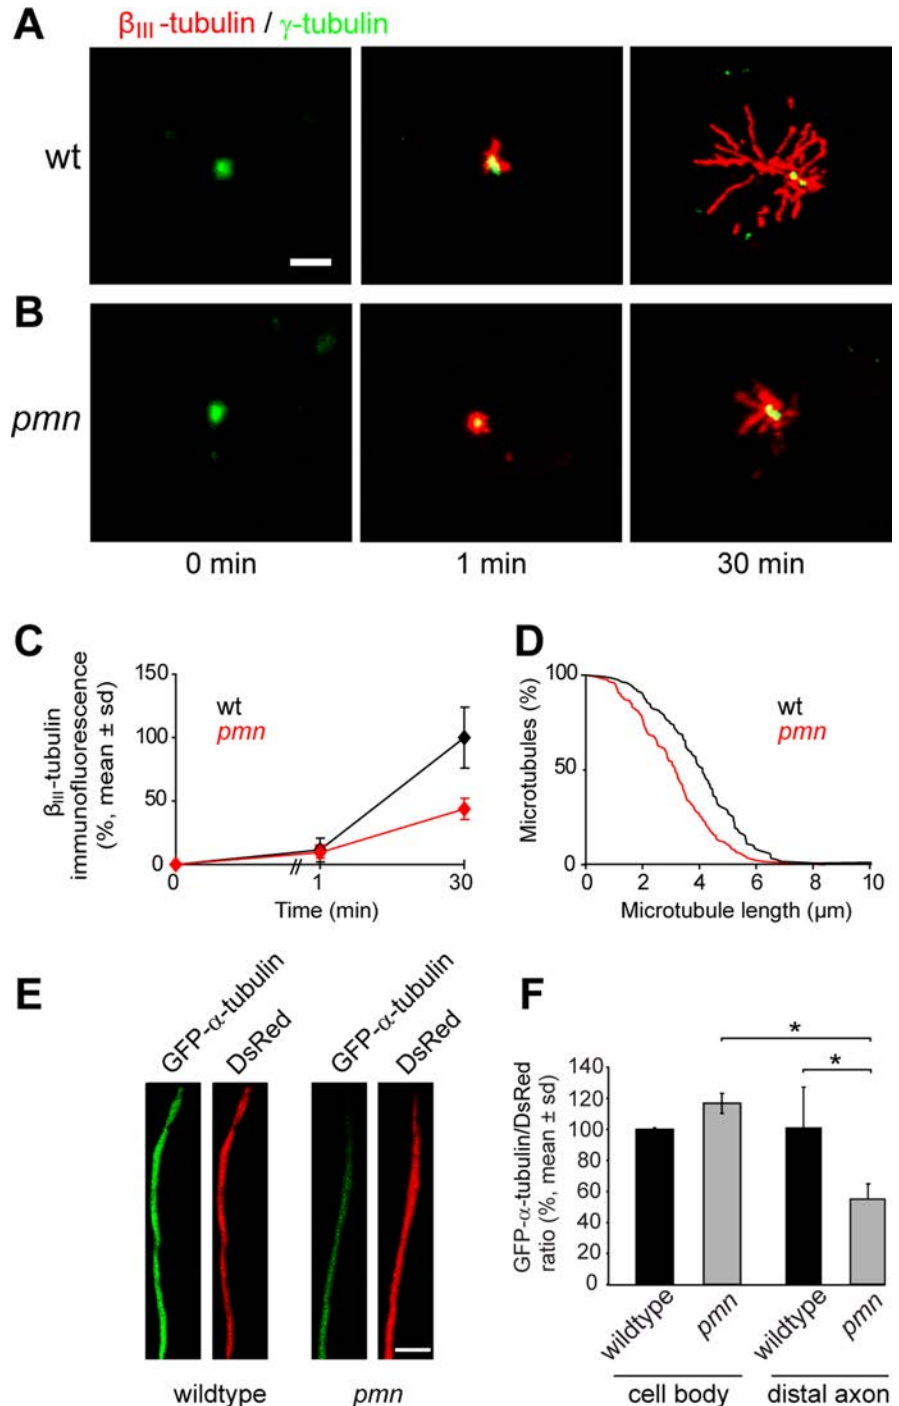 A
βIII-tubulin / γ-tubulin
wt
B
pmn
0 min
1 min
30 min
C
βIII-tubulin
immunofluorescence
(%, mean ± sd)
150
100
50
0
wt
pmn
0
1
30
Time (min)
D
Microtubules (%)
100
50
0
wt
pmn
0 2 4 6 8 10
Microtubule length (µm)
E
GFP-α-tubulin
DsRed
GFP-α-tubulin
DsRed
wildtype
pmn
F
GFP-α-tubulin/DsRed
ratio (%, mean ± sd)
140
120
100
80
60
40
20
0
*
*
wildtype
pmn
wildtype
pmn
cell body
distal axon